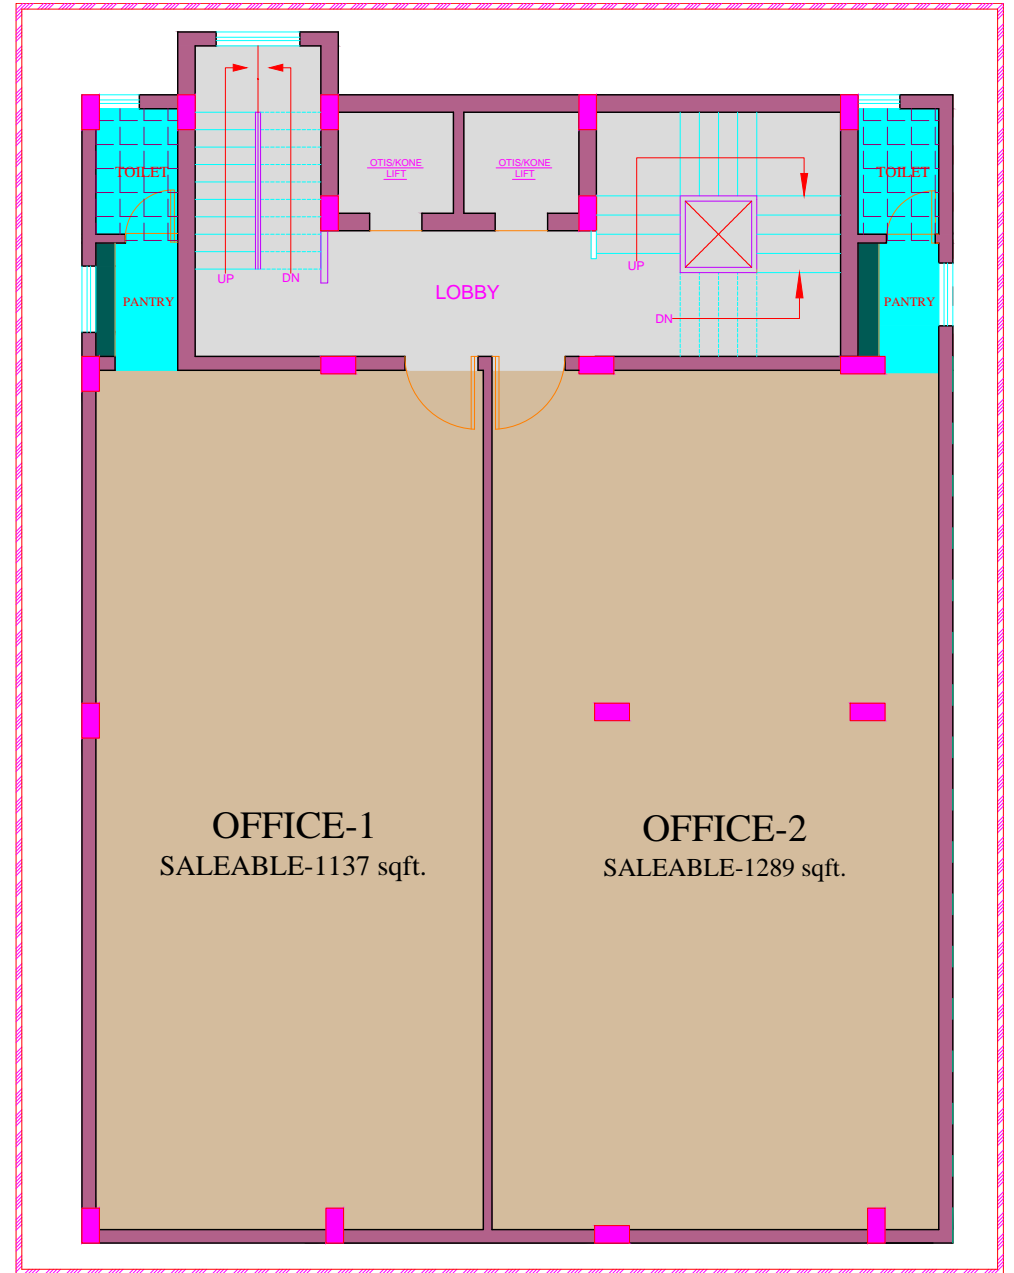 TOILET
OTIS/KONE
LIFT
OTIS/KONE
LIFT
TOILET
UP
DN
UP
LOBBY
PANTRY
PANTRY
DN
OFFICE-1
SALEABLE-1137 sqft.
OFFICE-2
SALEABLE-1289 sqft.